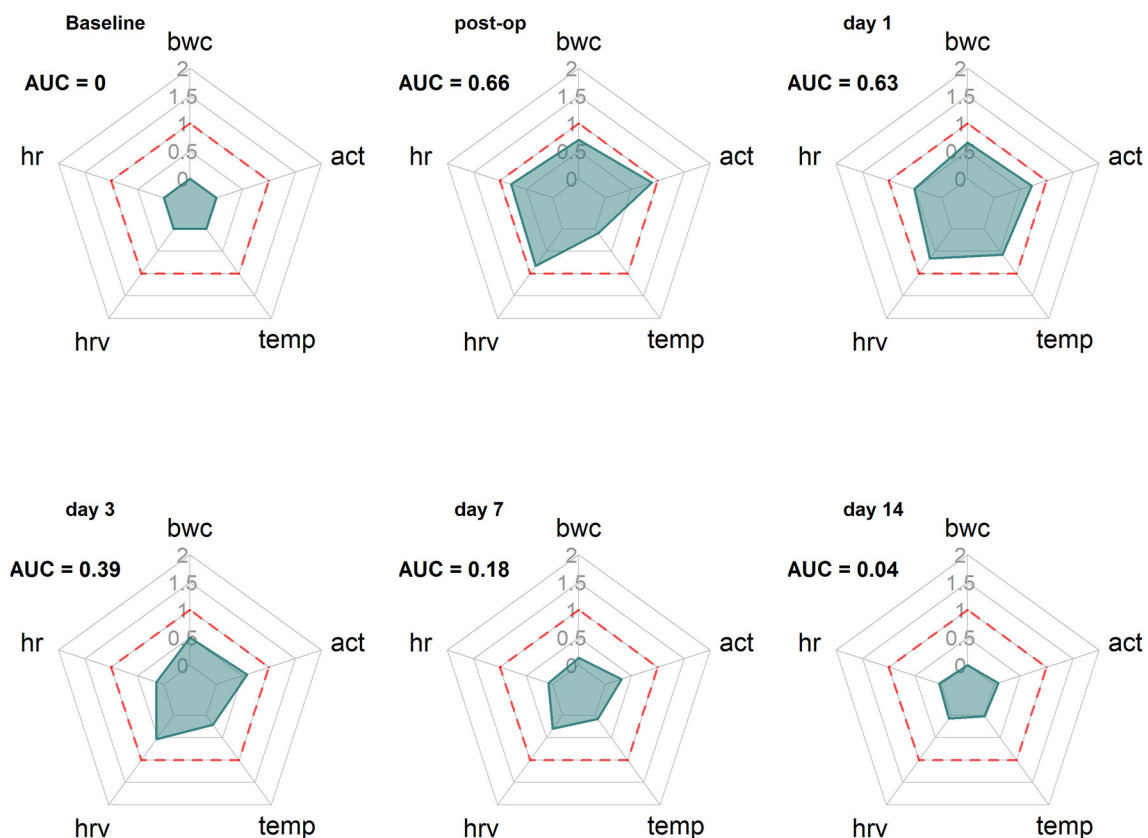 Baseline
bwc
AUC = 0
2
1.5
1
0.5
0
hr
act
hrv
temp
post-op
bwc
AUC = 0.66
2
1.5
1
0.5
0
hr
act
hrv
temp
day 1
bwc
AUC = 0.63
2
1.5
1
0.5
0
hr
act
hrv
temp
day 3
bwc
AUC = 0.39
2
1.5
1
0.5
0
hr
act
hrv
temp
day 7
bwc
AUC = 0.18
2
1.5
1
0.5
0
hr
act
hrv
temp
day 14
bwc
AUC = 0.04
2
1.5
1
0.5
0
hr
act
hrv
temp